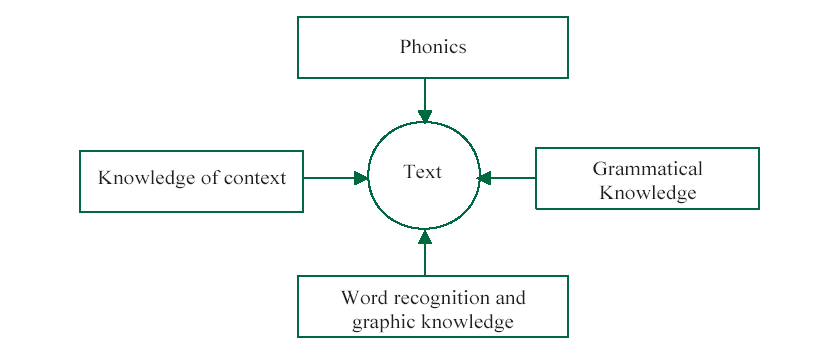 Phonics
Knowledge of context
Text
Grammatical
Knowledge
Word recognition and
graphic knowledge